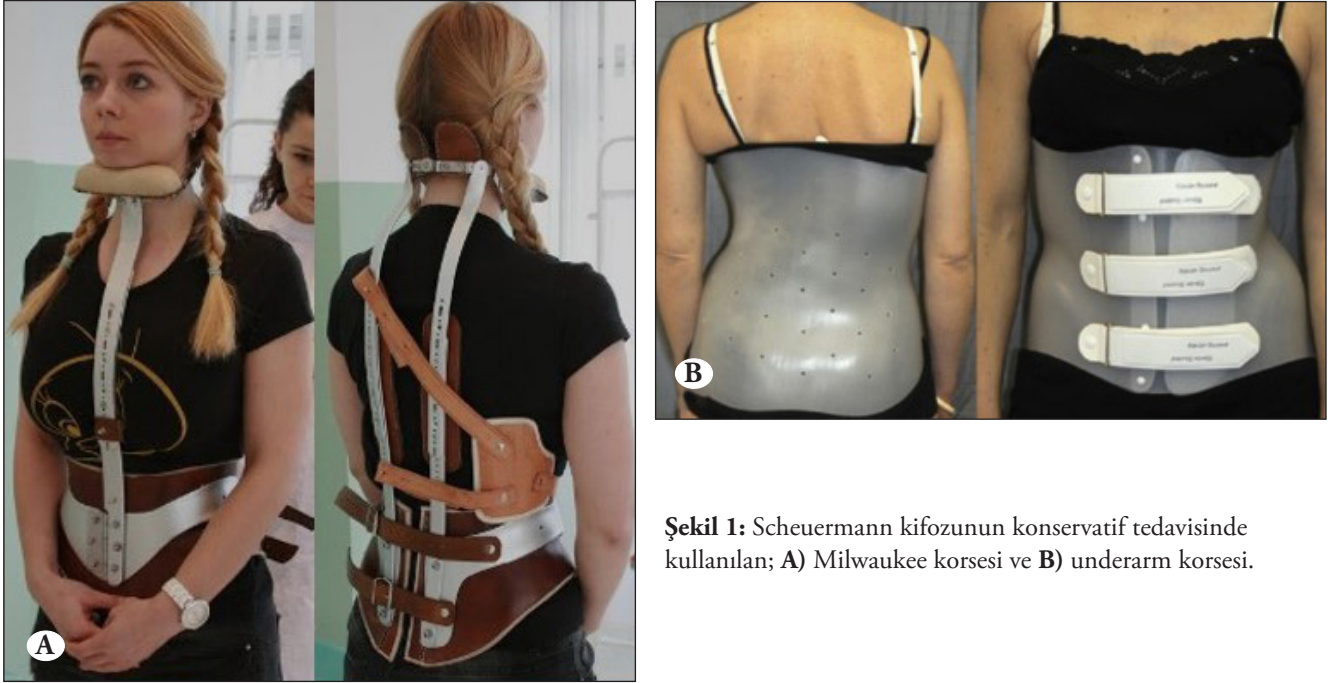 A
B
Şekil 1: Scheuermann kifozunun konservatif tedavisinde
kullanılan; A) Milwaukee korsesi ve B) underarm korsesi.